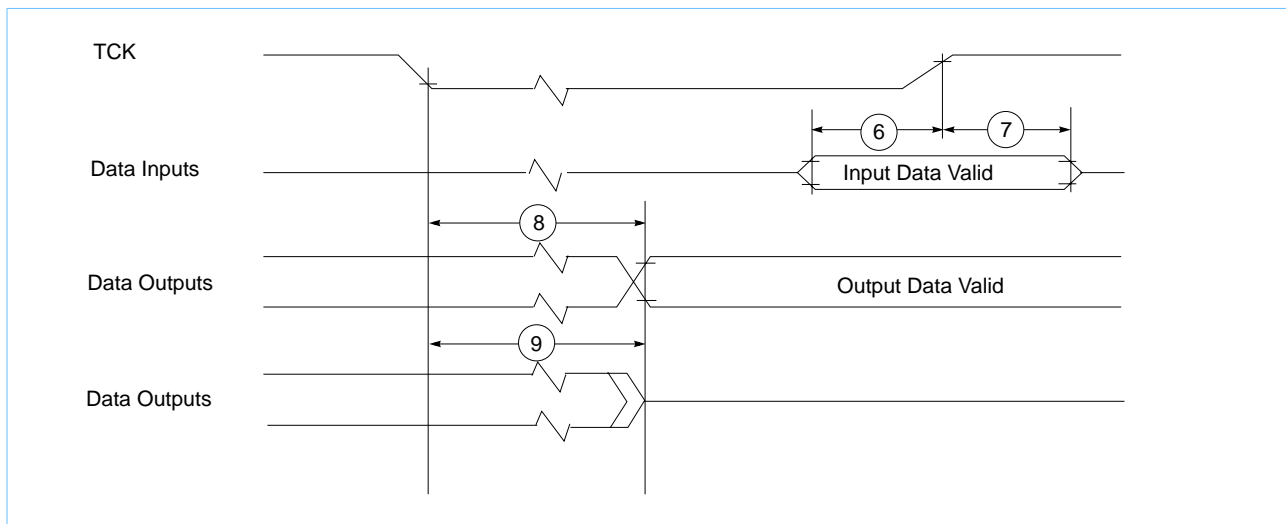 TCK
6
7
Data Inputs
Input Data Valid
8
Data Outputs
Output Data Valid
9
Data Outputs